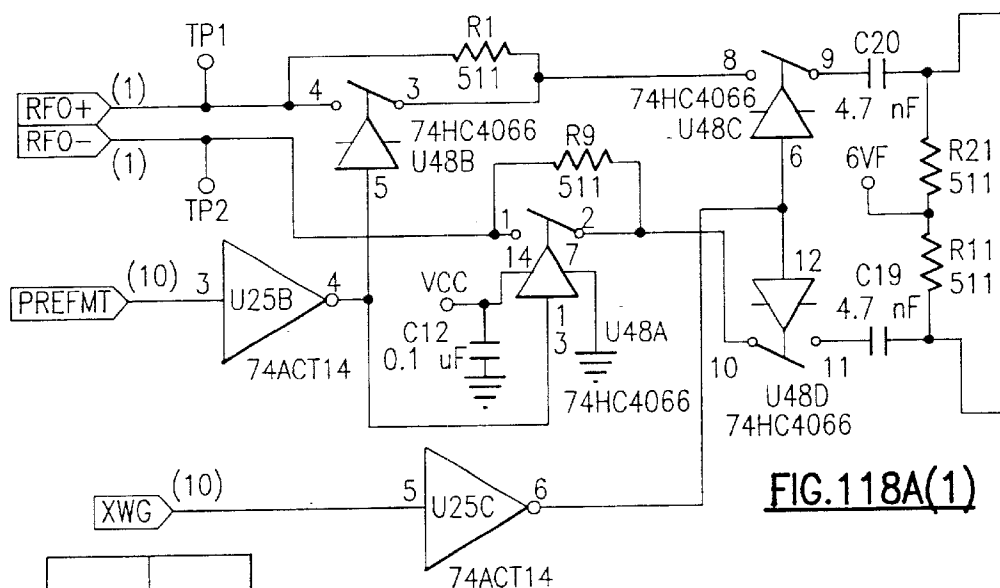 TP1
R1
511
C20
8
9
4
3
RFO+
(1)
74HC4066
4.7 nF
RFO-
(1)
74HC4066
U48B
U48C
R9
511
6
6VF
R21
511
5
TP2
1
2
14
7
12
PREFMT
(10)
3
U25B
4
VCC
C19
R11
511
4.7 nF
C12
0.1 uF
1
3
U48A
10
11
74ACT14
74HC4066
U48D
74HC4066
XWG
(10)
5
U25C
6
FIG.118A(1)
74ACT14